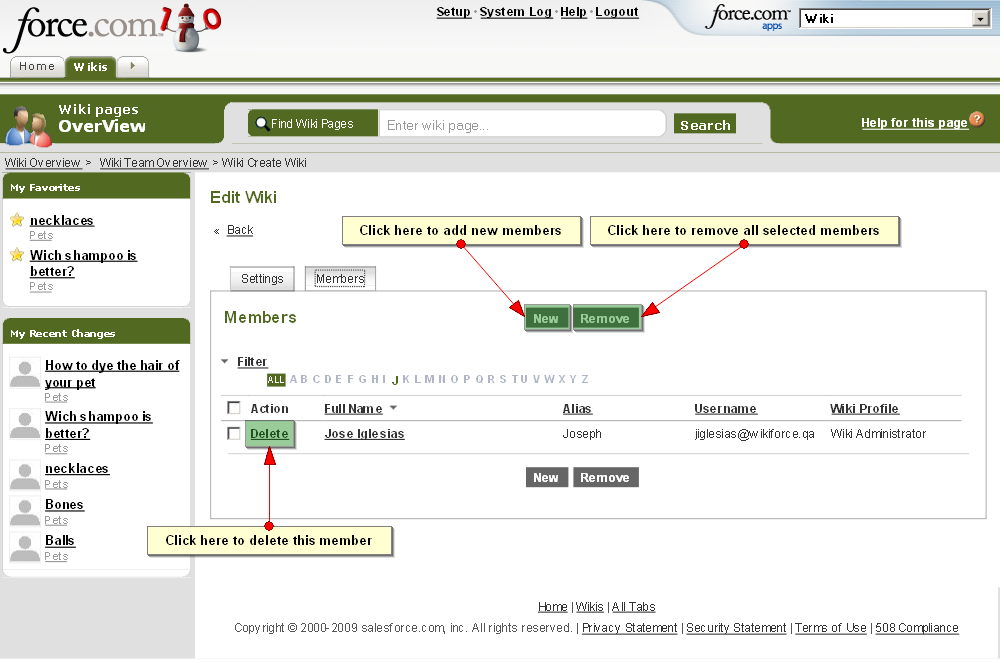 force.com 10
Setup · System Log · Help · Logout
force.com apps
Wiki
Home Wikis
Wiki pages
OverView
Find Wiki Pages
Enter wiki page...
Search
Help for this page ?
Wiki Overview > Wiki Team Overview > Wiki Create Wiki
My Favorites
necklaces
Pets
Wich shampoo is
better?
Pets
My Recent Changes
How to dye the hair of
your pet
Pets
Wich shampoo is
better?
Pets
necklaces
Pets
Bones
Pets
Balls
Pets
Edit Wiki
« Back
Click here to add new members
Click here to remove all selected members
Settings Members
Members
New Remove
Filter
ALL A B C D E F G H I J K L M N O P Q R S T U V W X Y Z
Action Full Name Alias Username Wiki Profile
Delete Jose Iglesias Joseph jiglesias@wikiforce.qa Wiki Administrator
New Remove
Click here to delete this member
Home | Wikis | All Tabs
Copyright © 2000-2009 salesforce.com, inc. All rights reserved. | Privacy Statement | Security Statement | Terms of Use | 508 Compliance